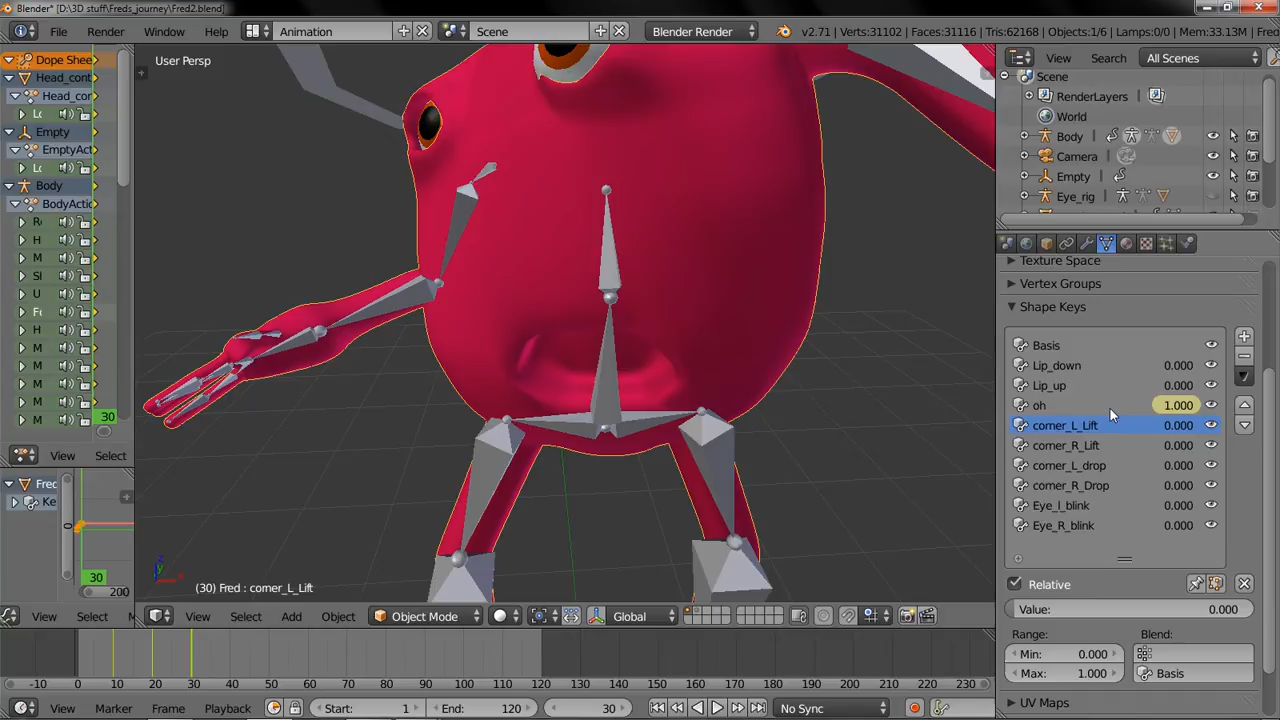 Blender* [D:\3D stuff\Freds_journey\Fred2.blend]
File Render Window Help Animation Scene Blender Render v2.71 | Verts:31102 | Faces:31116 | Tris:62168 | Objects:1/6 | Lamps:0/0 | Mem:33.13M | Fred
Dope Shee
Head_cont
Head_co
Lo
Empty
EmptyAct
Lo
Body
BodyActio
R
H
M
Sl
U
Fo
H
M
M
M
M
M
30
View Select
Fred
Ke
0
30
200
View Select M
User Persp
(30) Fred : corner_L_Lift
View Select Add Object Object Mode Global
View Search All Scenes
Scene
RenderLayers
World
Body
Camera
Empty
Eye_rig
Texture Space
Vertex Groups
Shape Keys
Basis
Lip_down 0.000
Lip_up 0.000
oh 1.000
corner_L_Lift 0.000
corner_R_Lift 0.000
corner_L_drop 0.000
corner_R_Drop 0.000
Eye_l_blink 0.000
Eye_R_blink 0.000
Relative
Value: 0.000
Range: Blend:
Min: 0.000
Max: 1.000 Basis
UV Maps
-10 0 10 20 30 40 50 60 70 80 90 100 110 120 130 140 150 160 170 180 190 200 210 220 230
View Marker Frame Playback Start: 1 End: 120 30 No Sync